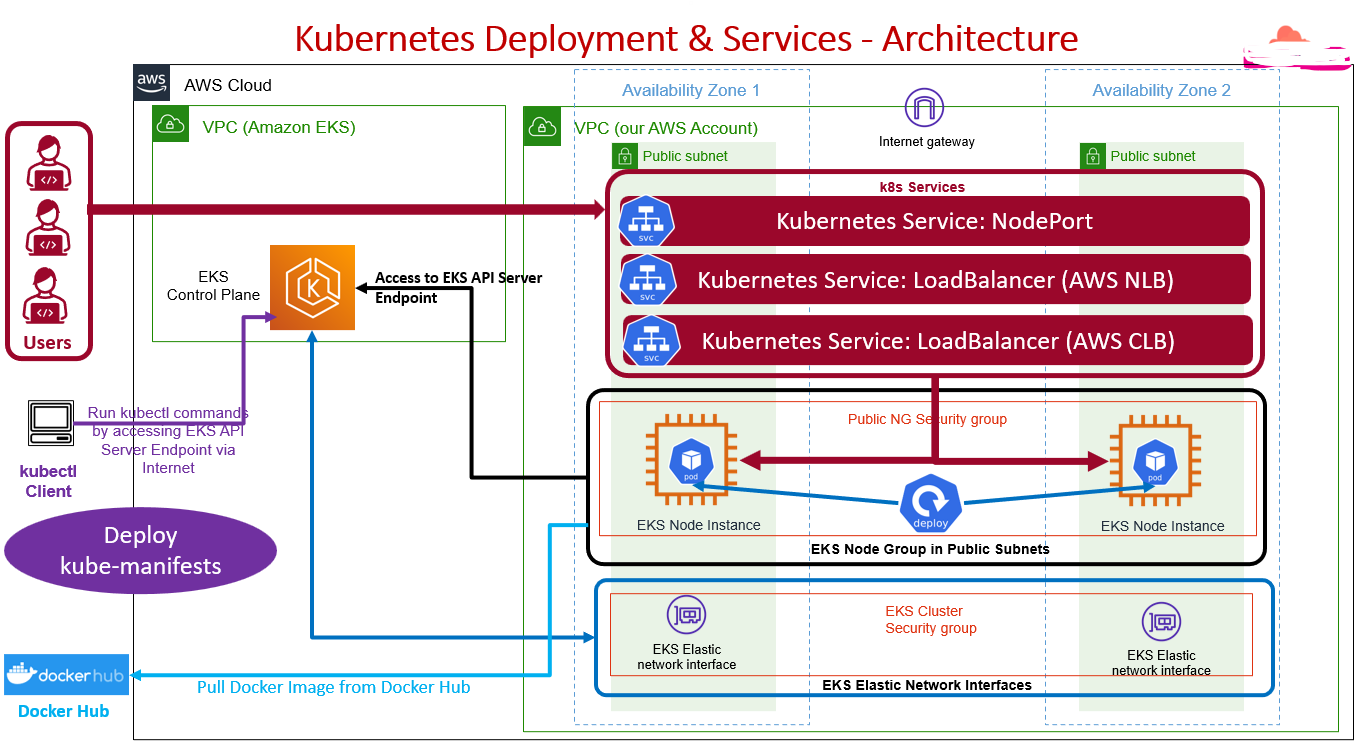 Kubernetes Deployment & Services - Architecture
aws
AWS Cloud
Availability Zone 1
Availability Zone 2
Internet gateway
VPC (Amazon EKS)
VPC (our AWS Account)
Public subnet
Public subnet
k8s Services
svc
Kubernetes Service: NodePort
svc
Kubernetes Service: LoadBalancer (AWS NLB)
svc
Kubernetes Service: LoadBalancer (AWS CLB)
</>
Users
EKS
Control Plane
K
Access to EKS API Server
Endpoint
Run kubectl commands
by accessing EKS API
Server Endpoint via
Internet
kubectl
Client
Deploy
kube-manifests
Public NG Security group
pod
pod
EKS Node Instance
deploy
EKS Node Instance
EKS Node Group in Public Subnets
EKS Cluster
Security group
EKS Elastic
network interface
EKS Elastic
network interface
EKS Elastic Network Interfaces
dockerhub
Docker Hub
Pull Docker Image from Docker Hub